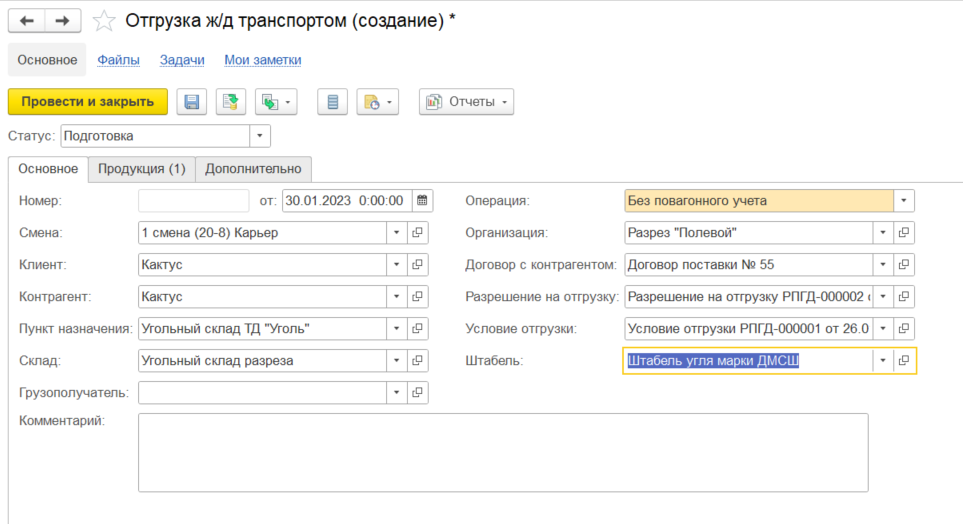 Отгрузка ж/д транспортом (создание) *
Основное Файлы Задачи Мои заметки
Провести и закрыть Отчеты
Статус: Подготовка
Основное Продукция (1) Дополнительно
Номер: от: 30.01.2023 0:00:00 Операция: Без повагонного учета
Смена: 1 смена (20-8) Карьер Организация: Разрез "Полевой"
Клиент: Кактус Договор с контрагентом: Договор поставки № 55
Контрагент: Кактус Разрешение на отгрузку: Разрешение на отгрузку РПГД-000002
Пункт назначения: Угольный склад ТД "Уголь" Условие отгрузки: Условие отгрузки РПГД-000001 от 26.0
Склад: Угольный склад разреза Штабель: Штабель угля марки ДМСШ
Грузополучатель:
Комментарий: